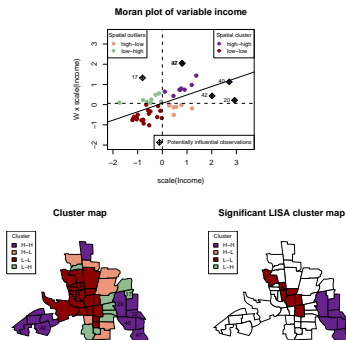 Moran plot of variable income
Spatial outliers
high-low
low-high
Spatial cluster
high-high
low-low
W x scale(Income)
3
2
1
0
-1
-2
17
40
42
20
Potentially influential observations
-2
-1
0
1
2
3
scale(Income)
Cluster map
Cluster
H-H
H-L
L-L
L-H
Significant LISA cluster map
Cluster
H-H
H-L
L-L
L-H